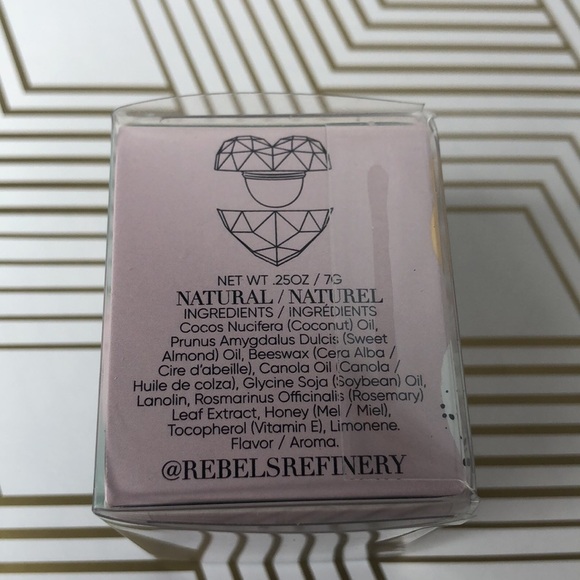 NET WT .25OZ / 7G
NATURAL / NATUREL
INGREDIENTS / INGRÉDIENTS
Cocos Nucifera (Coconut) Oil,
Prunus Amygdalus Dulcis (Sweet
Almond) Oil, Beeswax (Cera Alba /
Cire d'abeille), Canola Oil (Canola /
Huile de colza), Glycine Soja (Soybean) Oil,
Lanolin, Rosmarinus Officinalis (Rosemary)
Leaf Extract, Honey (Mel / Miel),
Tocopherol (Vitamin E), Limonene.
Flavor / Aroma.
@REBELSREFINERY